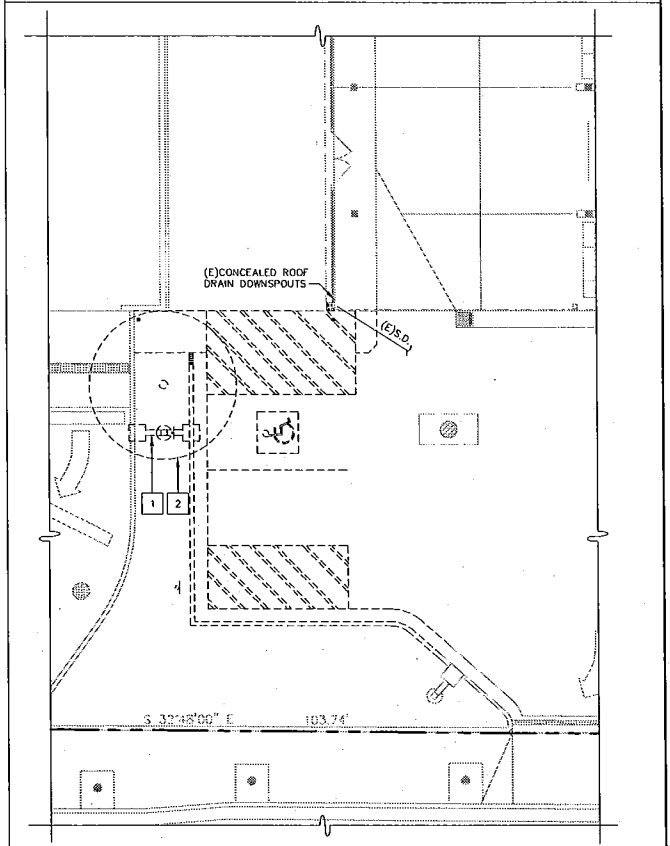 (E)CONCEALED ROOF
DRAIN DOWNSPOUTS
(E)S.D.
1 2
S 32°48'00" E 103.74'